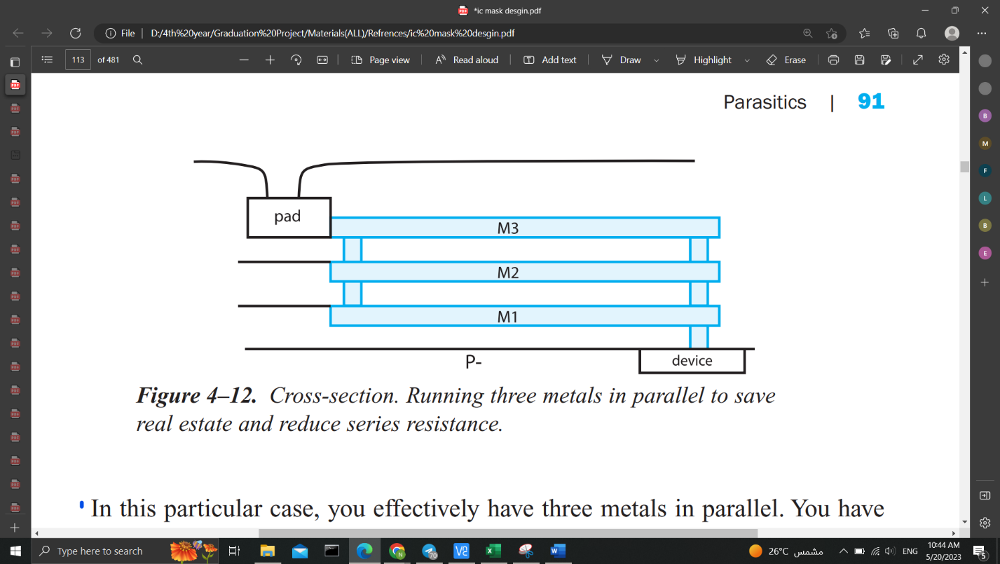 *ic mask desgin.pdf
File
D:/4th%20year/Graduation%20Project/Materials(ALL)/Refrences/ic%20mask%20desgin.pdf
113 of 481
Page view
Read aloud
Add text
Draw
Highlight
Erase
Parasitics | 91
pad
M3
M2
M1
P-
device
Figure 4–12. Cross-section. Running three metals in parallel to save
real estate and reduce series resistance.
In this particular case, you effectively have three metals in parallel. You have
B
M
F
L
B
E
Type here to search
N
70
26°C مشمس
ENG
10:44 AM
5/20/2023
5